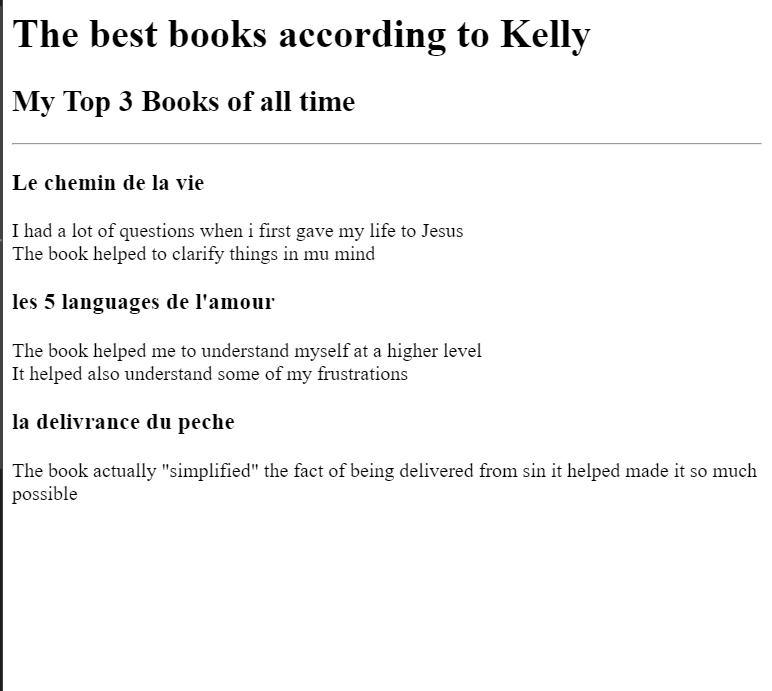 The best books according to Kelly
My Top 3 Books of all time
Le chemin de la vie
I had a lot of questions when i first gave my life to Jesus
The book helped to clarify things in mu mind
les 5 languages de l'amour
The book helped me to understand myself at a higher level
It helped also understand some of my frustrations
la delivrance du peche
The book actually "simplified" the fact of being delivered from sin it helped made it so much
possible